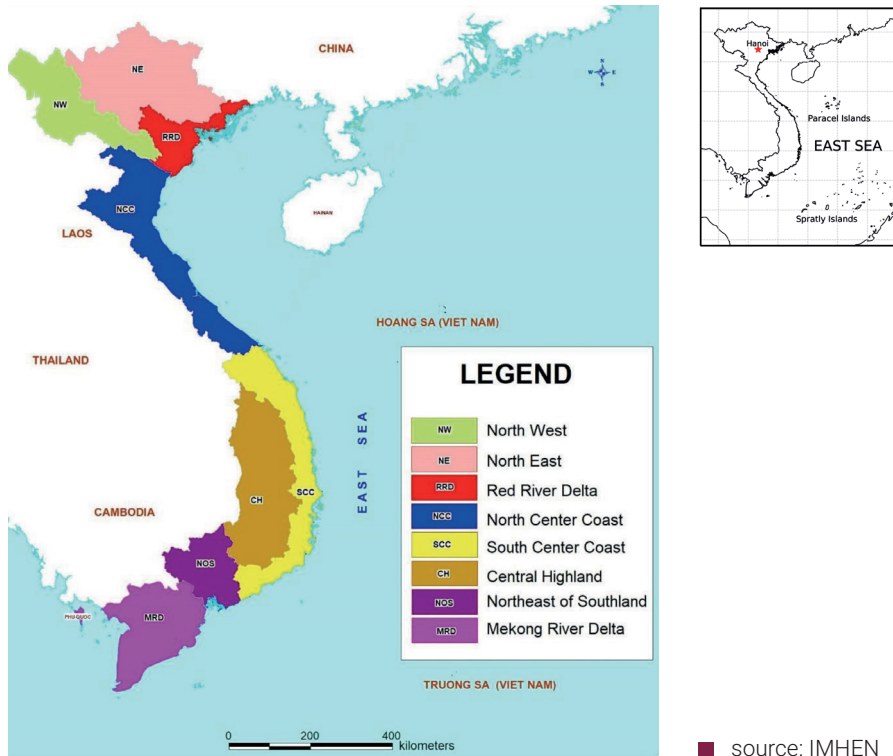 CHINA
NE
NW
RRD
NCC
LAOS
HAINAN
HOANG SA (VIET NAM)
THAILAND
EAST SEA
CAMBODIA
CH
SCC
NOS
PHU QUOC
MRD
TRUONG SA (VIET NAM)
0 100 200 400
kilometers
N
W E
S
LEGEND
NW North West
NE North East
RRD Red River Delta
NCC North Center Coast
SCC South Center Coast
CH Central Highland
NOS Northeast of Southland
MRD Mekong River Delta
Hanoi
Paracel Islands
EAST SEA
Spratly Islands
source: IMHEN